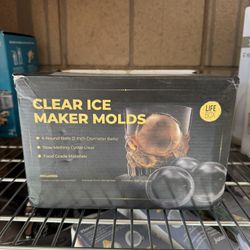 CLEAR ICE
MAKER MOLDS
LIFE
BOX
4 Round Balls (2 Inch Diameter Balls)
Slow Melting Crystal Clear
Food Grade Materials